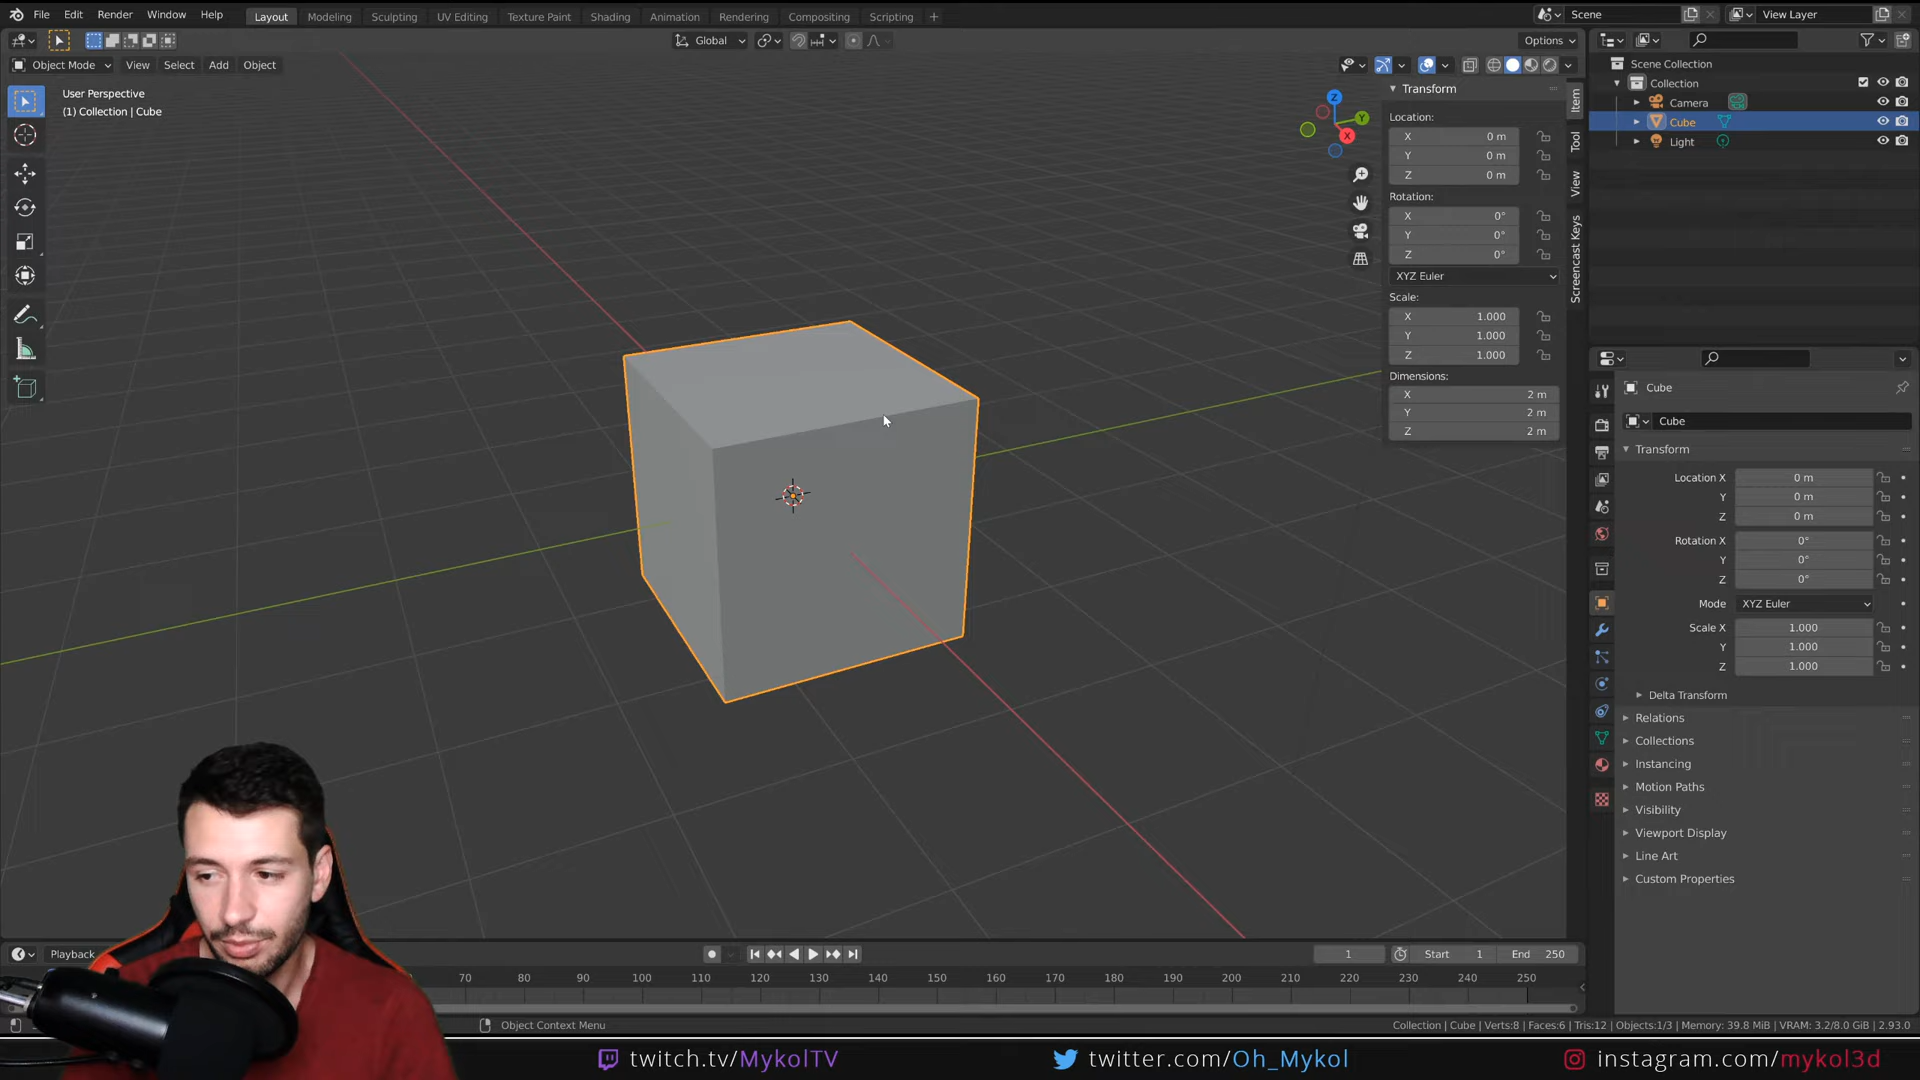 File Edit Render Window Help Layout Modeling Sculpting UV Editing Texture Paint Shading Animation Rendering Compositing Scripting + Scene View Layer
Global Options
Object Mode View Select Add Object
User Perspective
(1) Collection | Cube
Z
Y
X
Transform
Location:
X 0 m
Y 0 m
Z 0 m
Rotation:
X 0°
Y 0°
Z 0°
XYZ Euler
Scale:
X 1.000
Y 1.000
Z 1.000
Dimensions:
X 2 m
Y 2 m
Z 2 m
Item
Tool
View
Screencast Keys
Scene Collection
Collection
Camera
Cube
Light
Cube
Cube
Transform
Location X 0 m
Y 0 m
Z 0 m
Rotation X 0°
Y 0°
Z 0°
Mode XYZ Euler
Scale X 1.000
Y 1.000
Z 1.000
Delta Transform
Relations
Collections
Instancing
Motion Paths
Visibility
Viewport Display
Line Art
Custom Properties
Playback 1 Start 1 End 250
70 80 90 100 110 120 130 140 150 160 170 180 190 200 210 220 230 240 250
Object Context Menu
Collection | Cube | Verts:8 | Faces:6 | Tris:12 | Objects:1/3 | Memory: 39.8 MiB | VRAM: 3.2/8.0 GiB | 2.93.0
twitch.tv/MykolTV twitter.com/Oh_Mykol instagram.com/mykol3d